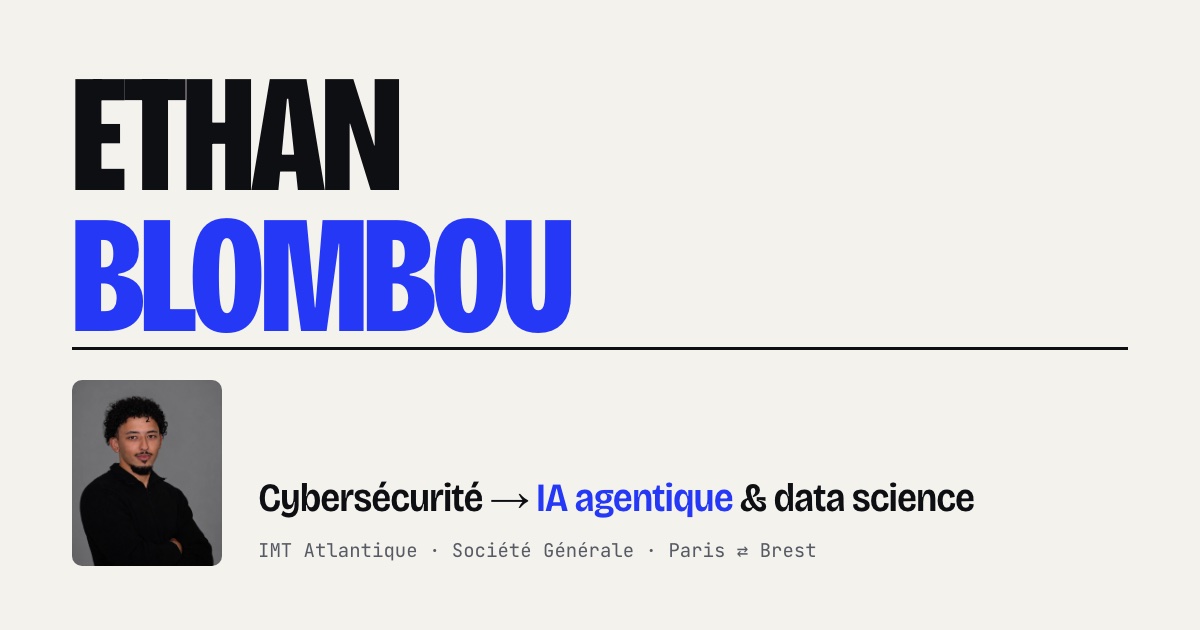 ETHAN
BLOMBOU
Cybersécurité → IA agentique & data science
IMT Atlantique · Société Générale · Paris ⇄ Brest